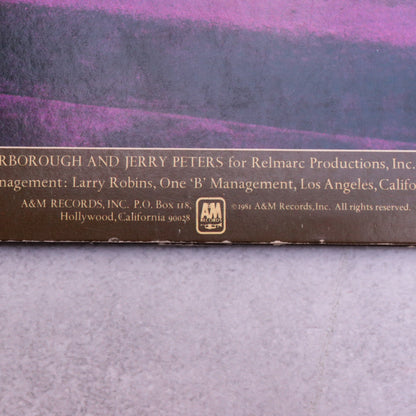 RBOROUGH AND JERRY PETERS for Relmarc Productions, Inc.
nagement: Larry Robins, One 'B' Management, Los Angeles, Califo
A&M RECORDS, INC. P.O. Box 118,
Hollywood, California 90028
A&M
RECORDS
©1981 A&M Records, Inc. All rights reserved.